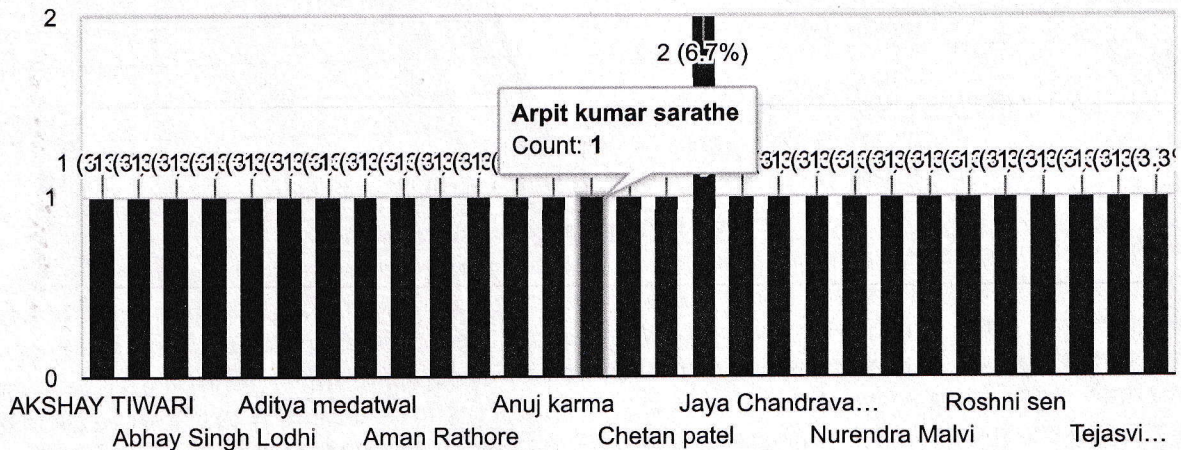 2
2 (6.7%)
Arpit kumar sarathe
Count: 1
1
1
0
AKSHAY TIWARI Aditya medatwal Anuj karma Jaya Chandrava... Roshni sen
Abhay Singh Lodhi Aman Rathore Chetan patel Nurendra Malvi Tejasvi...